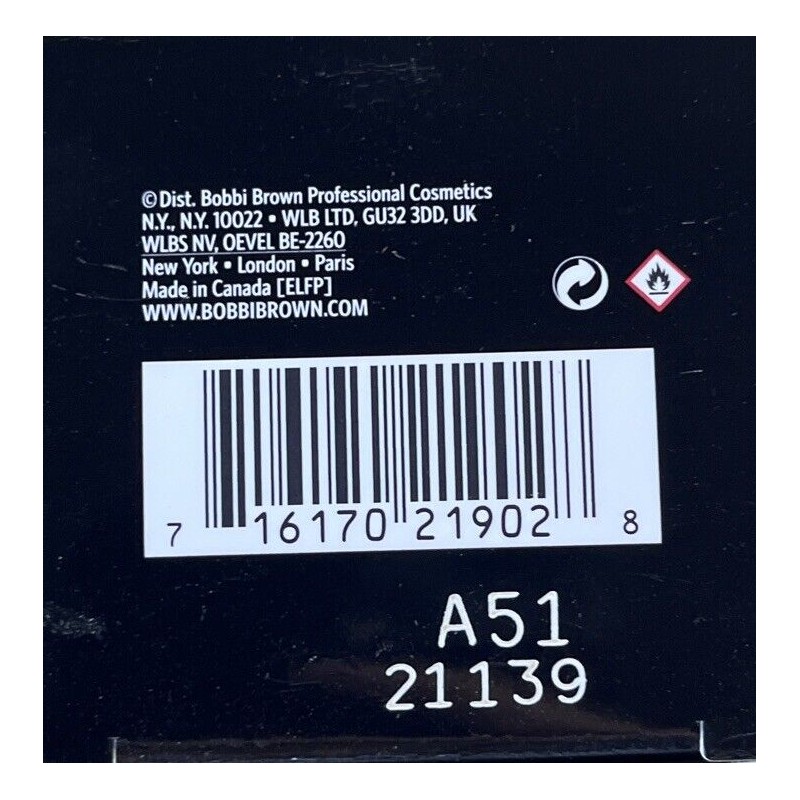 ©Dist. Bobbi Brown Professional Cosmetics
N.Y., N.Y. 10022 • WLB LTD, GU32 3DD, UK
WLBS NV, OEVEL BE-2260
New York • London • Paris
Made in Canada [ELFP]
WWW.BOBBIBROWN.COM
7 16170 21902 8
A51
21139